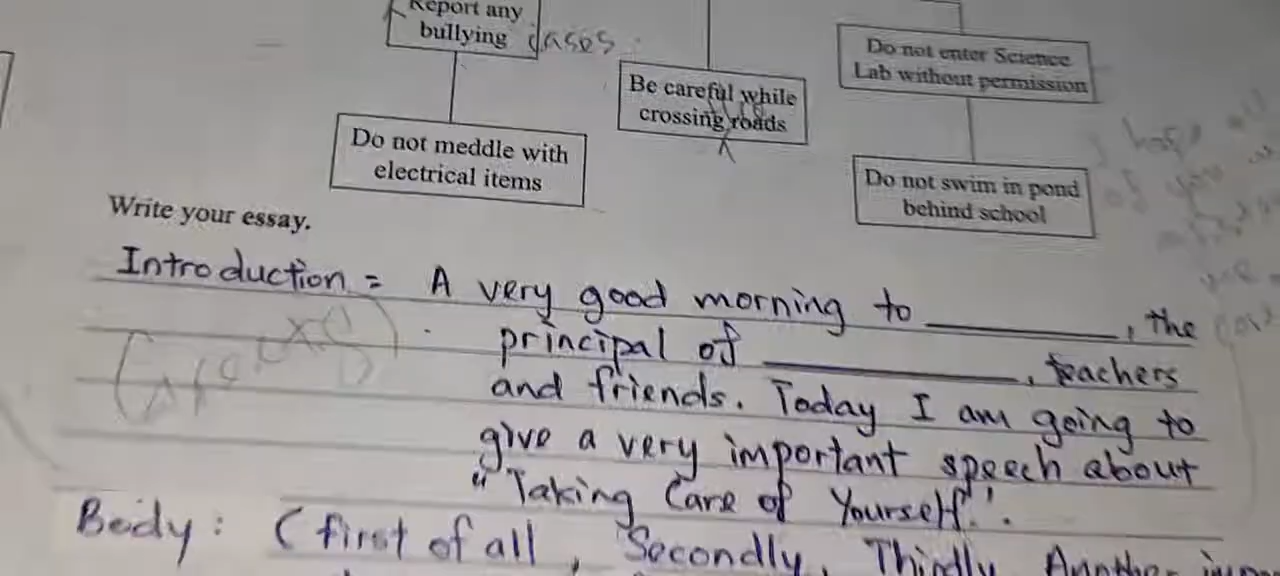 Report any
bullying cases.
Be careful while
crossing roads
Do not enter Science
Lab without permission
Do not meddle with
electrical items
Do not swim in pond
behind school
Write your essay.
Introduction = A very good morning to ________, the
principal of ________, teachers
and friends. Today I am going to
give a very important speech about
"Taking Care of Yourself".
Body: (first of all, Secondly, Thirdly, Another